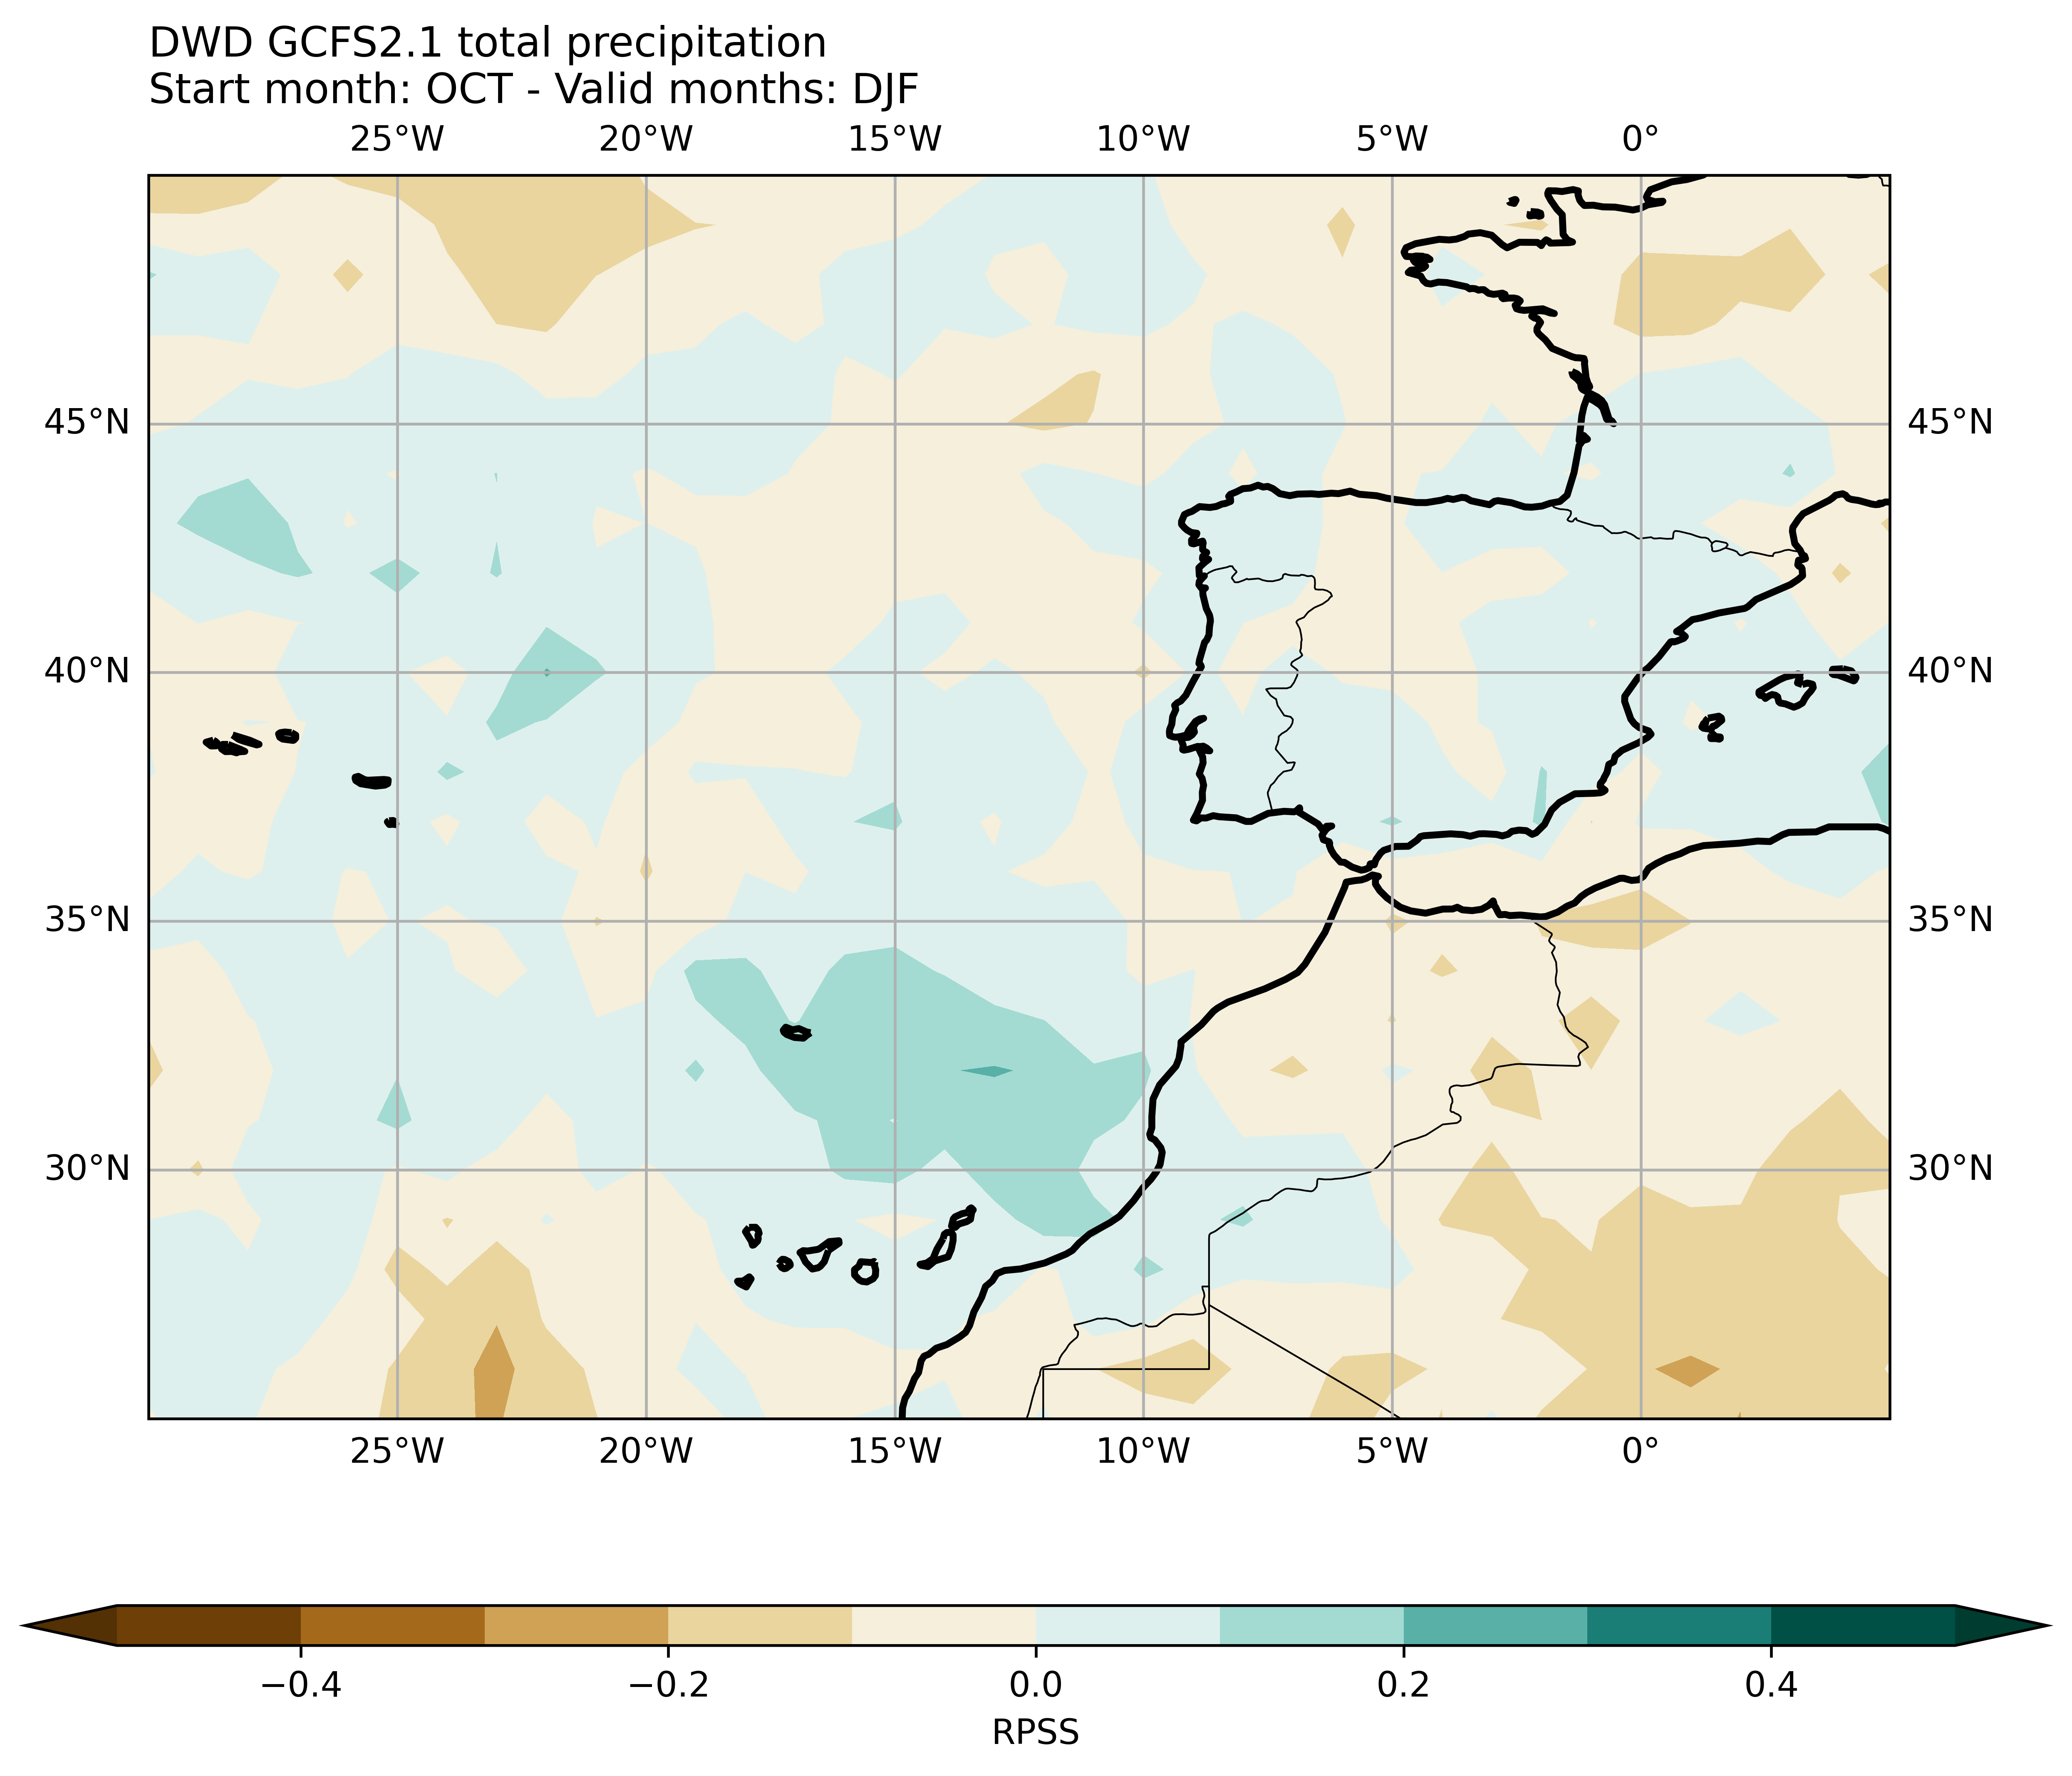 DWD GCFS2.1 total precipitation
Start month: OCT - Valid months: DJF
25°W 20°W 15°W 10°W 5°W 0°
45°N 45°N
40°N 40°N
35°N 35°N
30°N 30°N
25°W 20°W 15°W 10°W 5°W 0°
−0.4 −0.2 0.0 0.2 0.4
RPSS